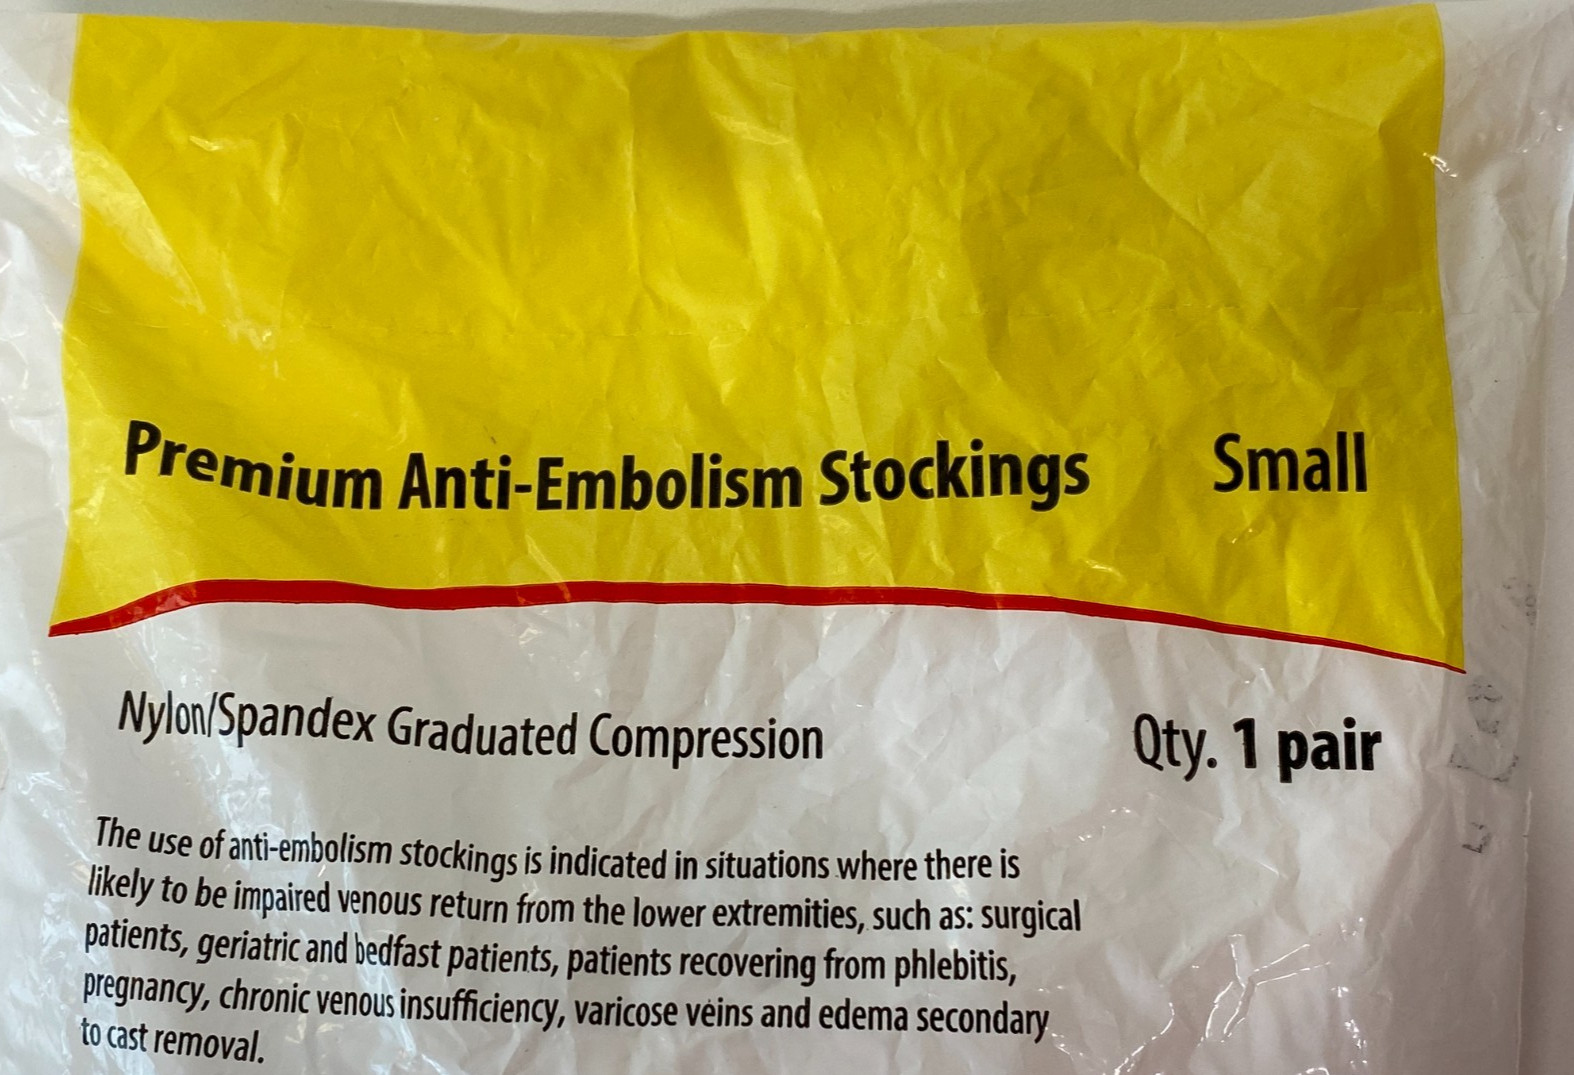 Premium Anti-Embolism Stockings Small
Nylon/Spandex Graduated Compression Qty. 1 pair
The use of anti-embolism stockings is indicated in situations where there is
likely to be impaired venous return from the lower extremities, such as: surgical
patients, geriatric and bedfast patients, patients recovering from phlebitis,
pregnancy, chronic venous insufficiency, varicose veins and edema secondary
to cast removal.